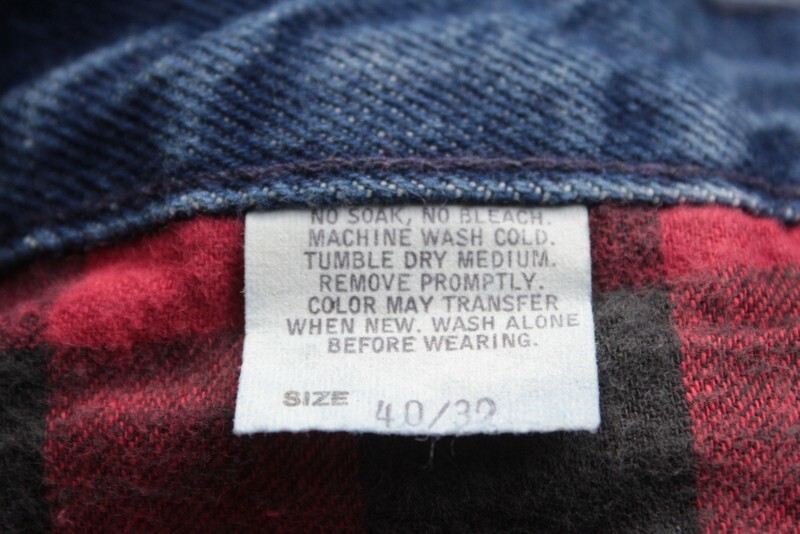 NO SOAK, NO BLEACH.
MACHINE WASH COLD.
TUMBLE DRY MEDIUM.
REMOVE PROMPTLY.
COLOR MAY TRANSFER
WHEN NEW. WASH ALONE
BEFORE WEARING.
SIZE 40/32